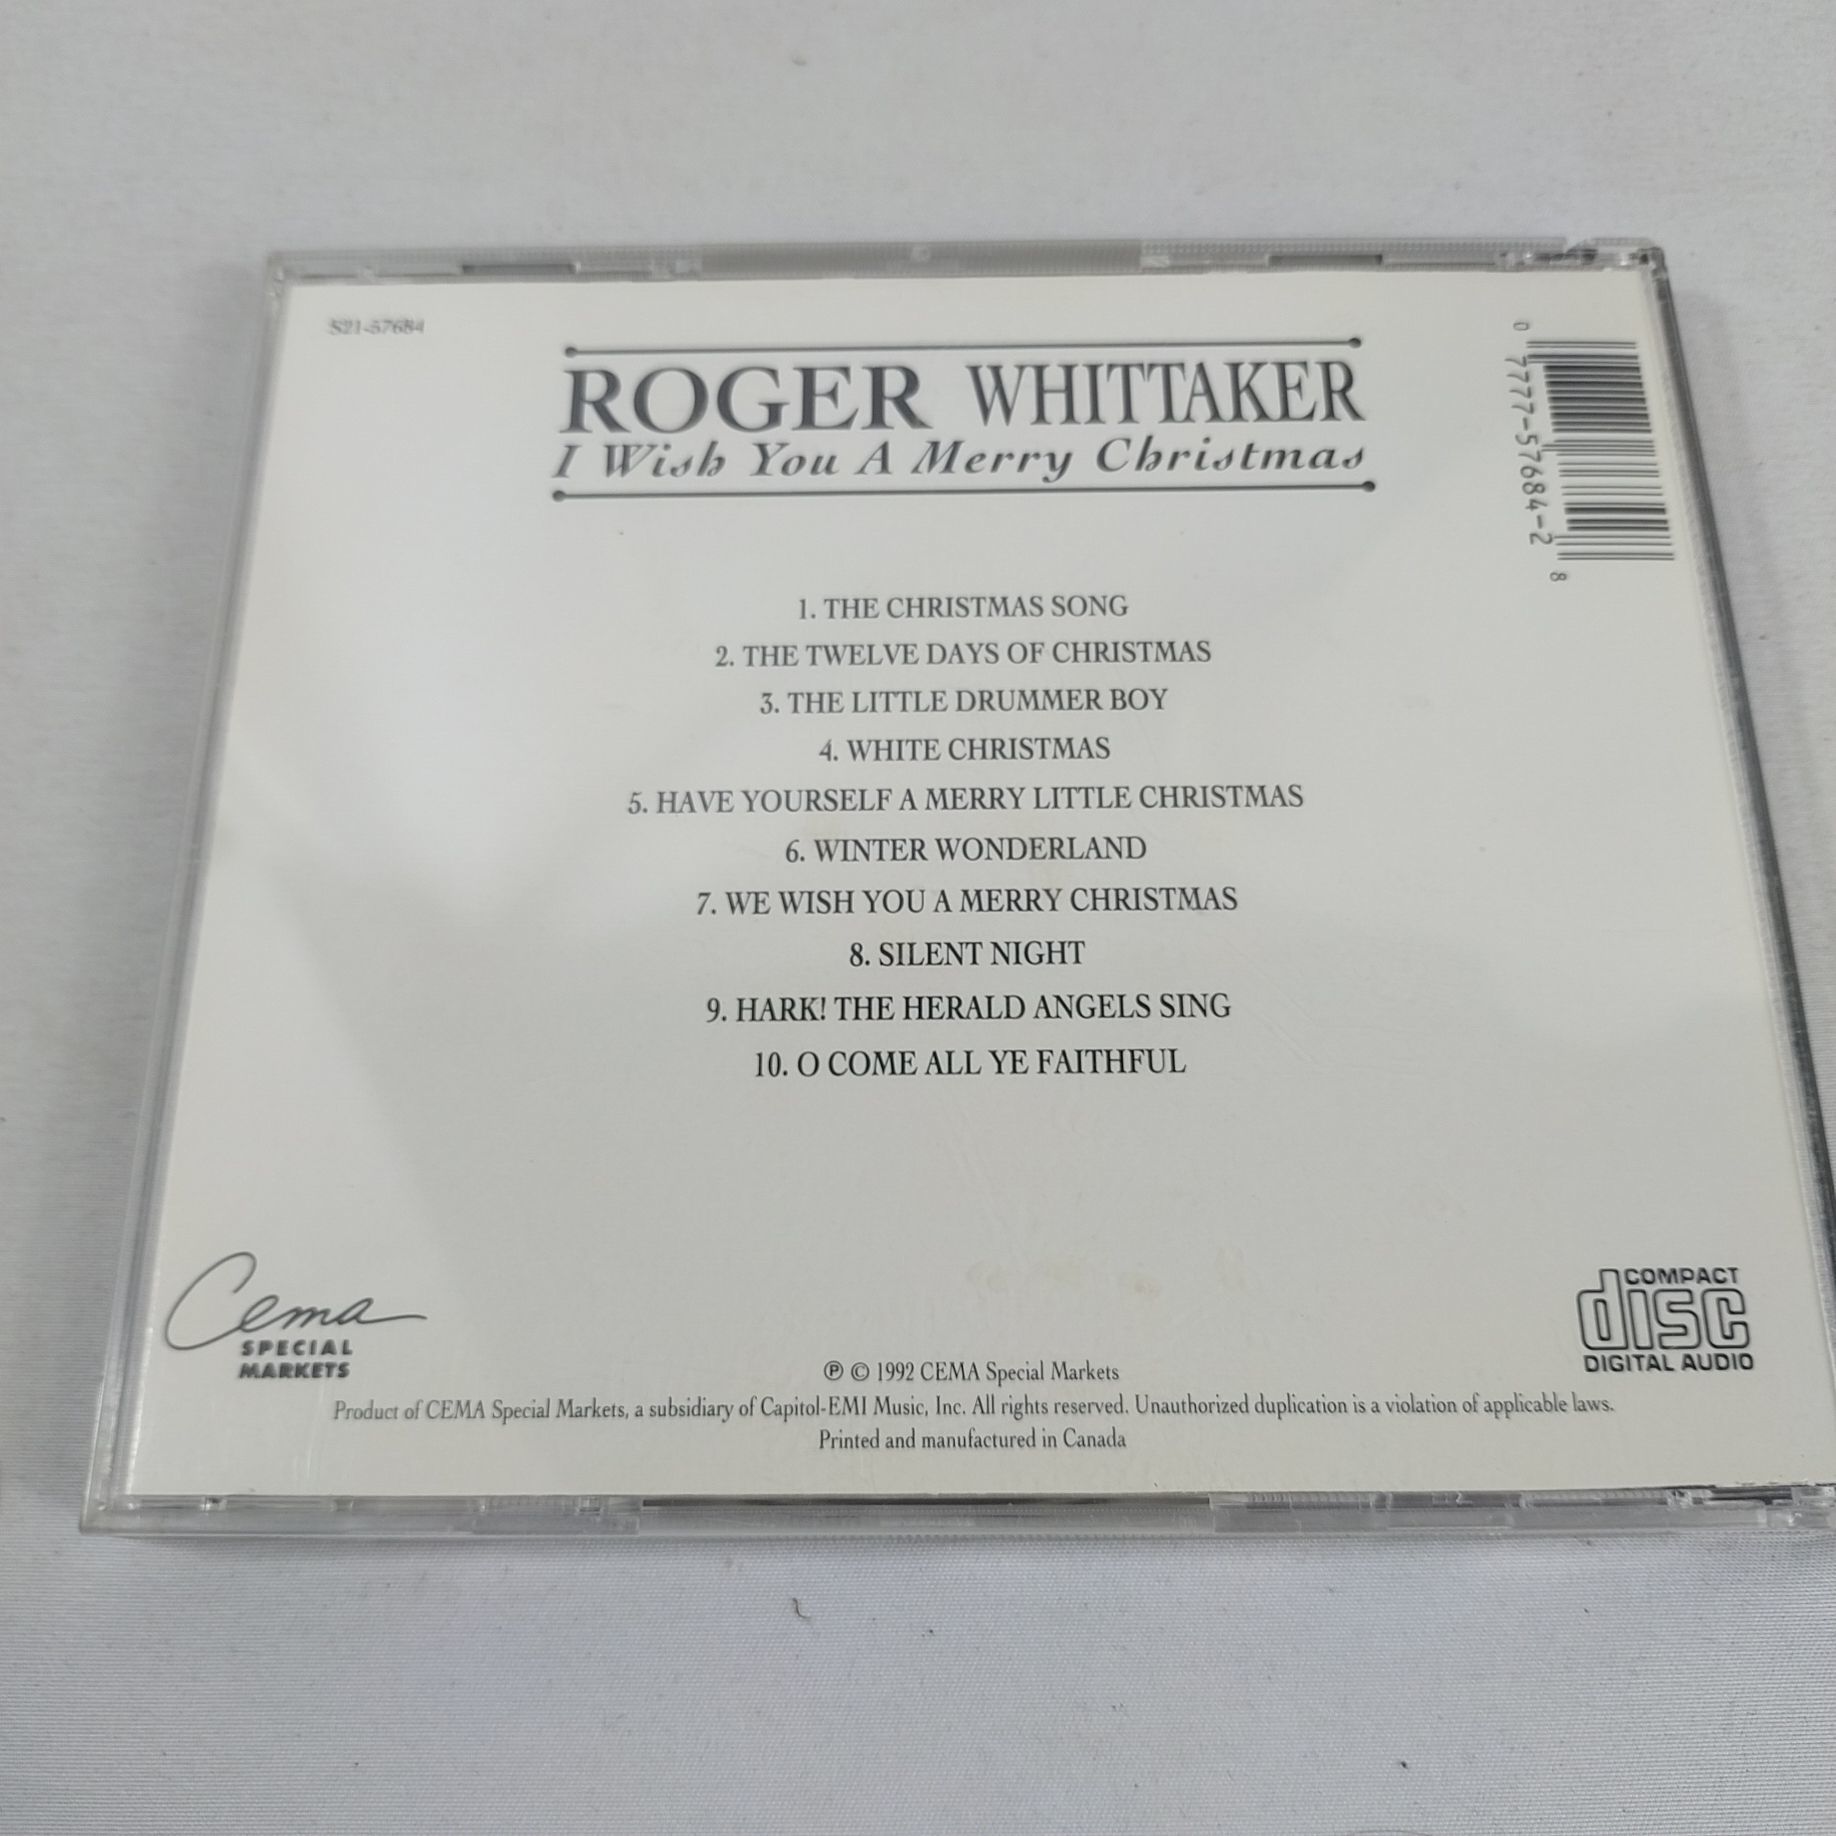 S21-57684
ROGER WHITTAKER
I Wish You A Merry Christmas
0 7777-57684-2 8
1. THE CHRISTMAS SONG
2. THE TWELVE DAYS OF CHRISTMAS
3. THE LITTLE DRUMMER BOY
4. WHITE CHRISTMAS
5. HAVE YOURSELF A MERRY LITTLE CHRISTMAS
6. WINTER WONDERLAND
7. WE WISH YOU A MERRY CHRISTMAS
8. SILENT NIGHT
9. HARK! THE HERALD ANGELS SING
10. O COME ALL YE FAITHFUL
Cema
SPECIAL
MARKETS
COMPACT
disc
DIGITAL AUDIO
℗ © 1992 CEMA Special Markets
Product of CEMA Special Markets, a subsidiary of Capitol-EMI Music, Inc. All rights reserved. Unauthorized duplication is a violation of applicable laws.
Printed and manufactured in Canada